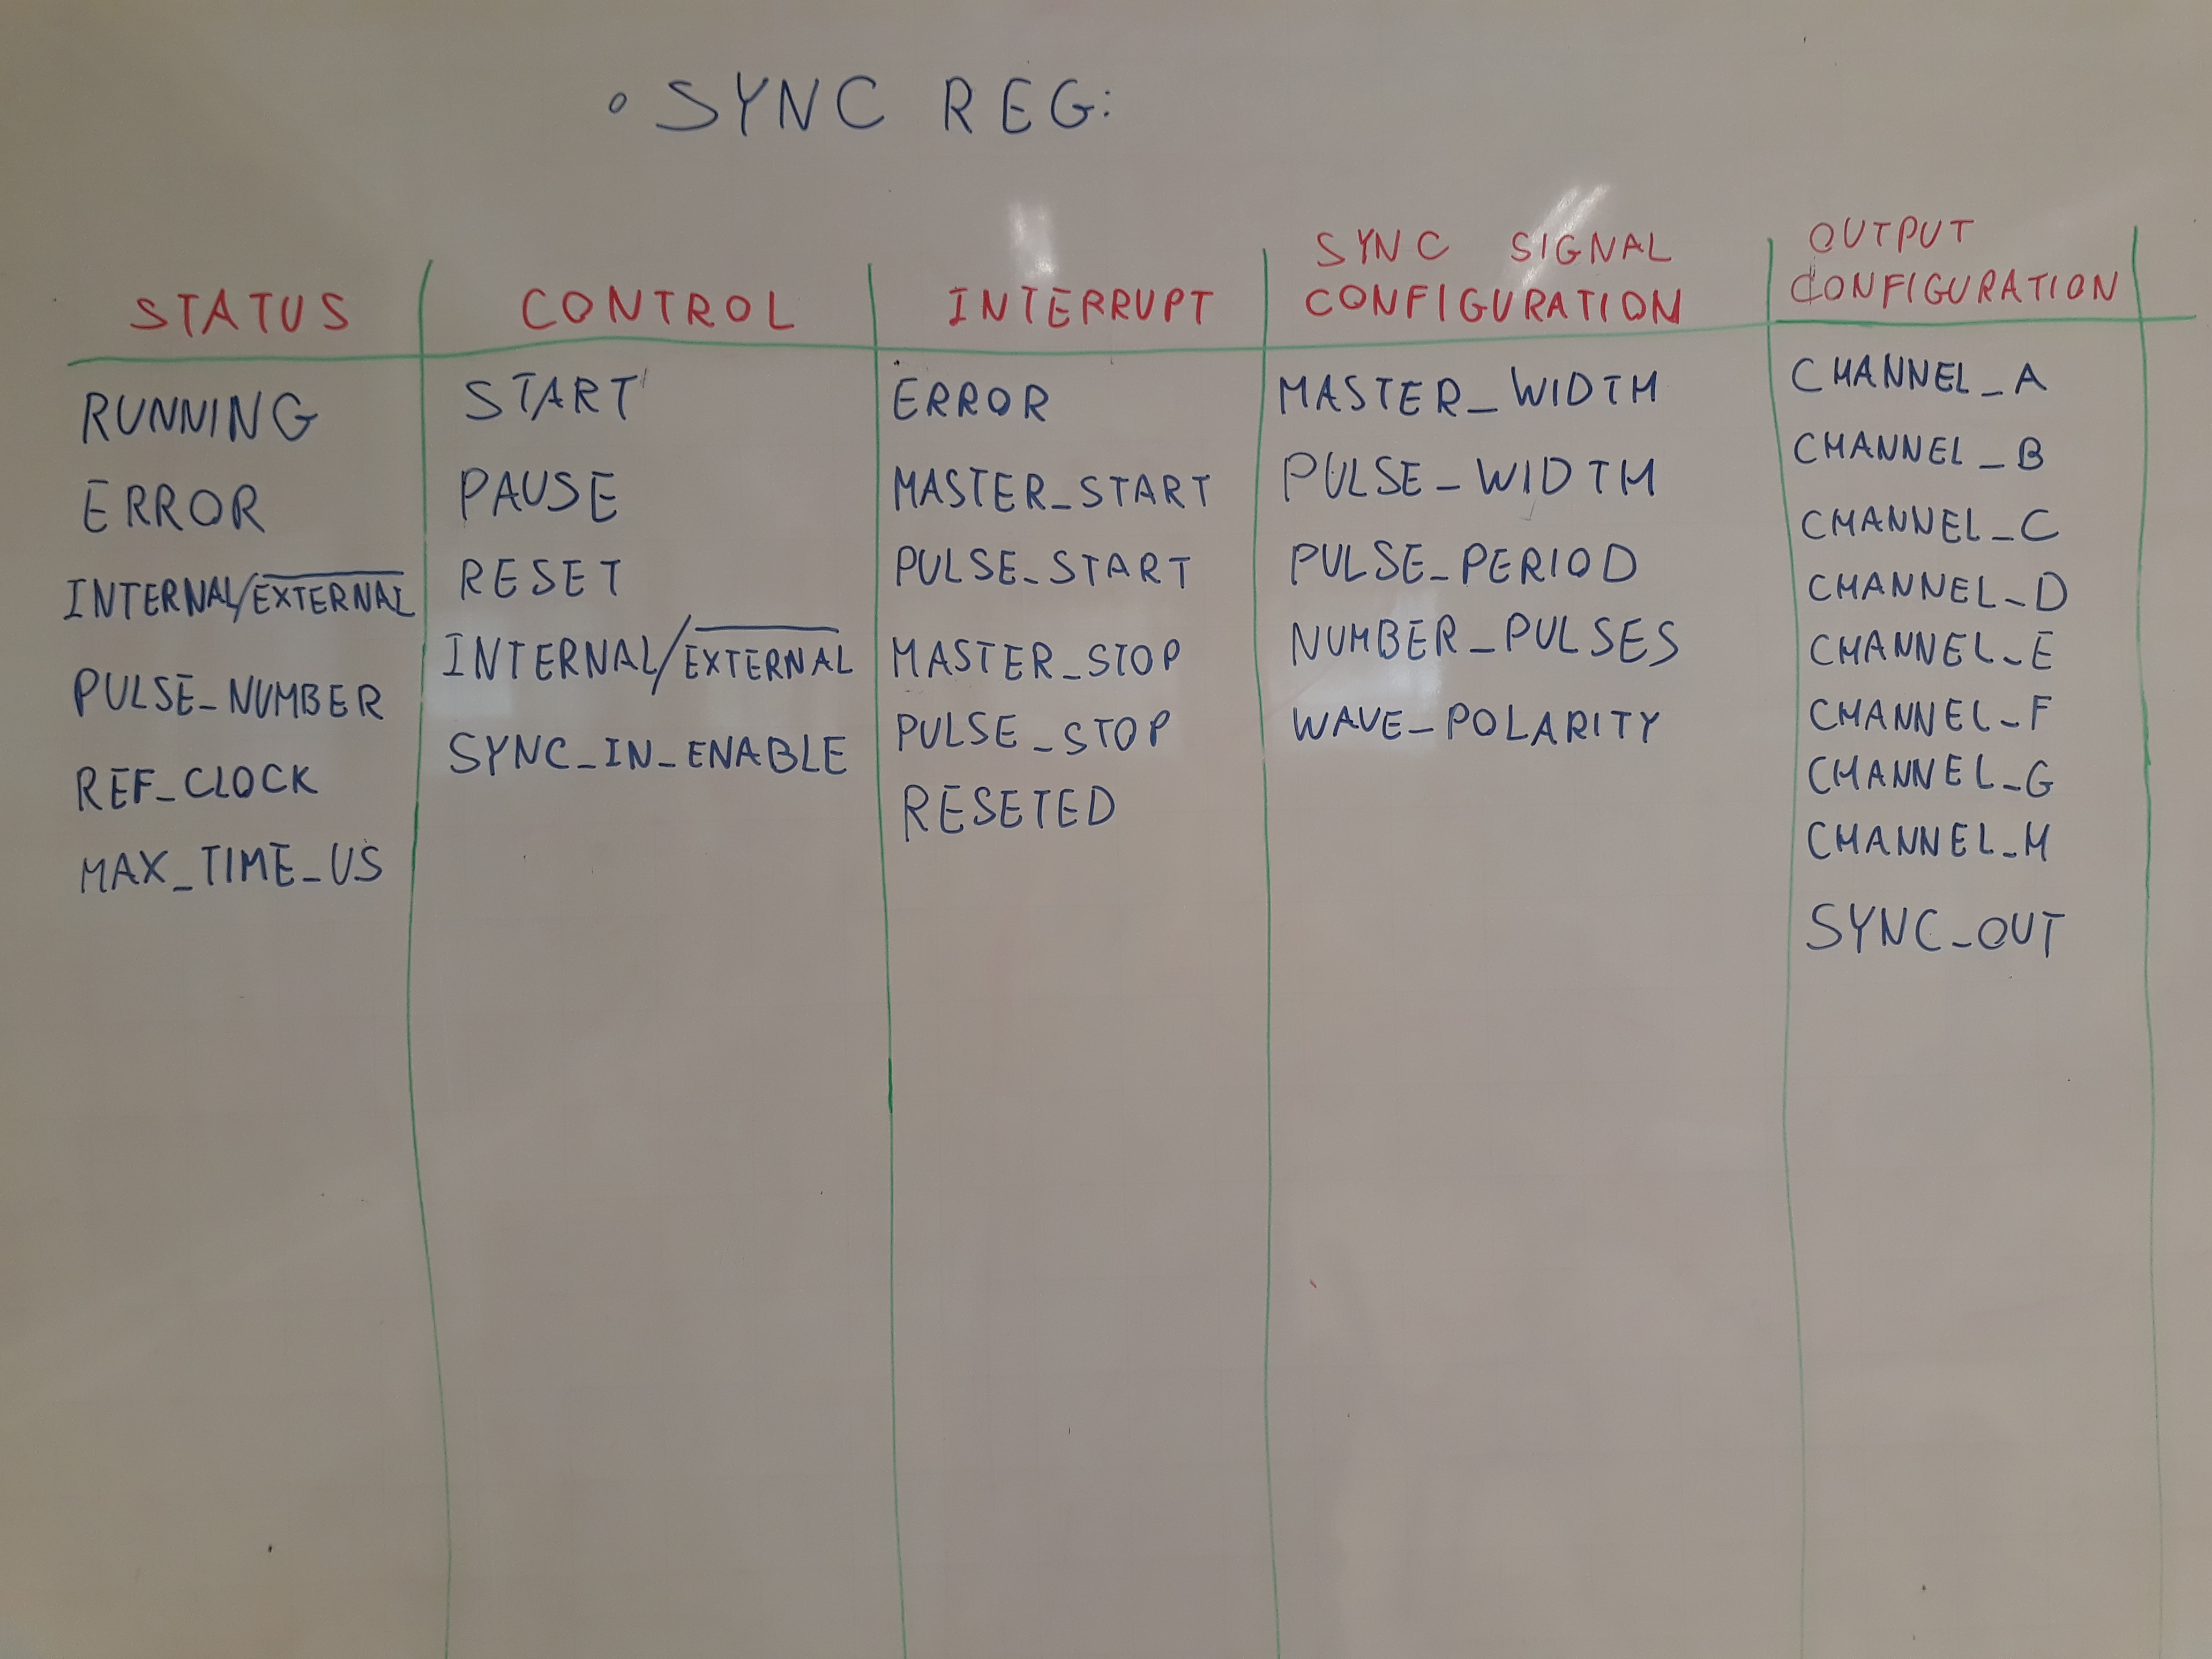 • SYNC REG:
STATUS
RUNNING
ERROR
INTERNAL/EXTERNAL
PULSE_NUMBER
REF_CLOCK
MAX_TIME_US
CONTROL
START
PAUSE
RESET
INTERNAL/EXTERNAL
SYNC_IN_ENABLE
INTERRUPT
ERROR
MASTER_START
PULSE_START
MASTER_STOP
PULSE_STOP
RESETED
SYNC SIGNAL
CONFIGURATION
MASTER_WIDTH
PULSE_WIDTH
PULSE_PERIOD
NUMBER_PULSES
WAVE_POLARITY
OUTPUT
CONFIGURATION
CHANNEL_A
CHANNEL_B
CHANNEL_C
CHANNEL_D
CHANNEL_E
CHANNEL_F
CHANNEL_G
CHANNEL_H
SYNC_OUT